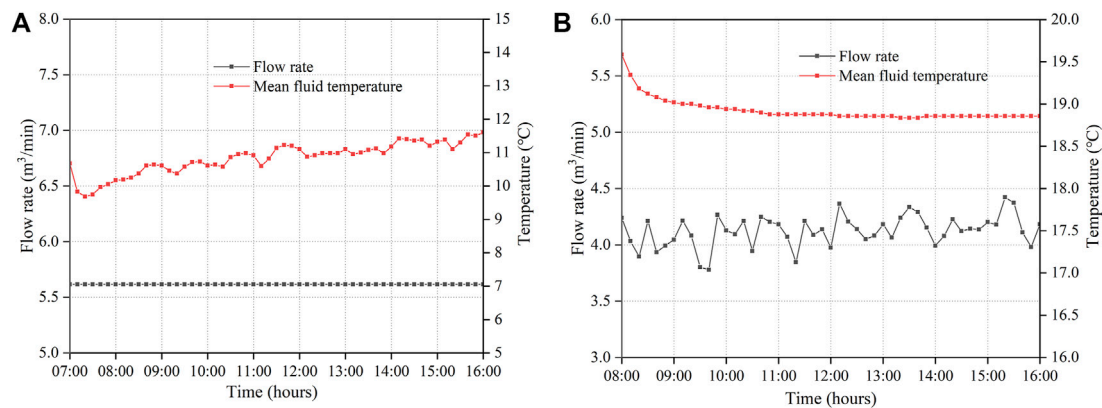 A
Flow rate (m³/min)
8.0
7.5
7.0
6.5
6.0
5.5
5.0
Flow rate
Mean fluid temperature
15
14
13
12
11
10
9
8
7
6
5
Temperature (℃)
07:00 08:00 09:00 10:00 11:00 12:00 13:00 14:00 15:00 16:00
Time (hours)
B
Flow rate (m³/min)
6.0
5.5
5.0
4.5
4.0
3.5
3.0
Flow rate
Mean fluid temperature
20.0
19.5
19.0
18.5
18.0
17.5
17.0
16.5
16.0
Temperature (℃)
08:00 09:00 10:00 11:00 12:00 13:00 14:00 15:00 16:00
Time (hours)